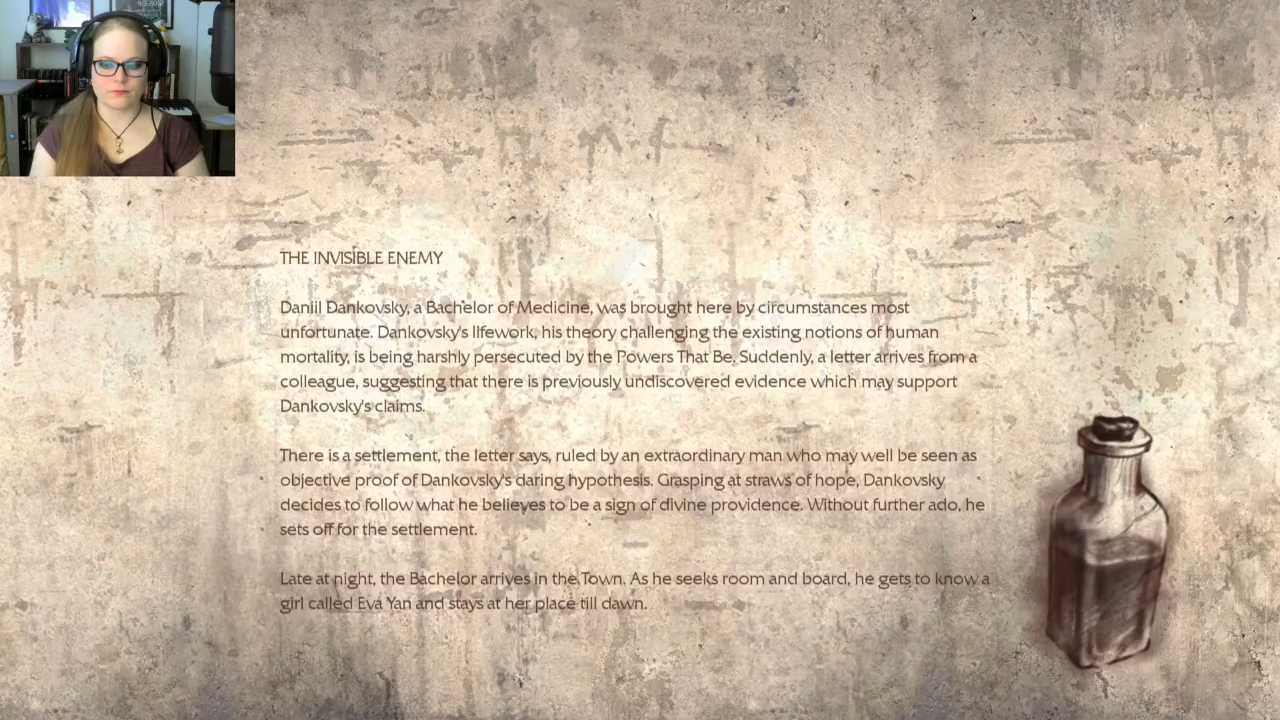 THE INVISIBLE ENEMY
Daniil Dankovsky, a Bachelor of Medicine, was brought here by circumstances most
unfortunate. Dankovsky's lifework, his theory challenging the existing notions of human
mortality, is being harshly persecuted by the Powers That Be. Suddenly, a letter arrives from a
colleague, suggesting that there is previously undiscovered evidence which may support
Dankovsky's claims.
There is a settlement, the letter says, ruled by an extraordinary man who may well be seen as
objective proof of Dankovsky's daring hypothesis. Grasping at straws of hope, Dankovsky
decides to follow what he believes to be a sign of divine providence. Without further ado, he
sets off for the settlement.
Late at night, the Bachelor arrives in the Town. As he seeks room and board, he gets to know a
girl called Eva Yan and stays at her place till dawn.